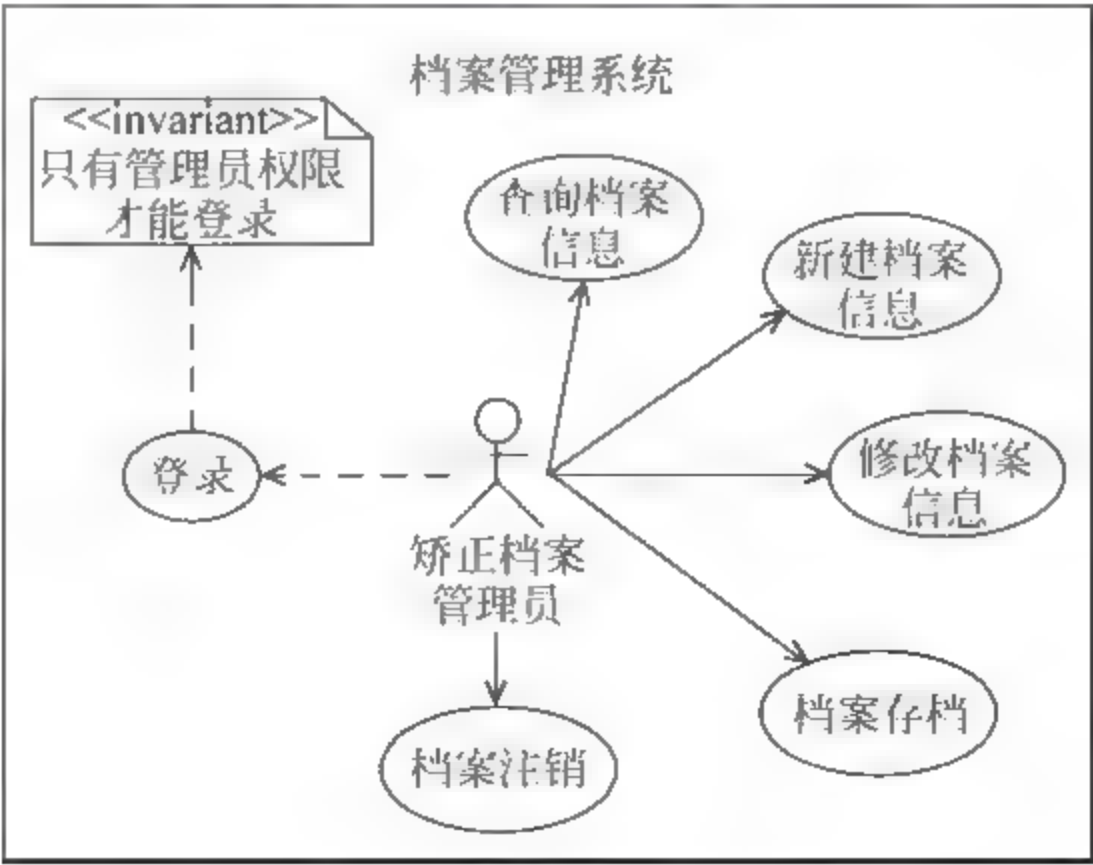 档案管理系统
<<invariant>>
只有管理员权限
才能登录
查询档案
信息
新建档案
信息
登录
修改档案
信息
矫正档案
管理员
档案存档
档案注销